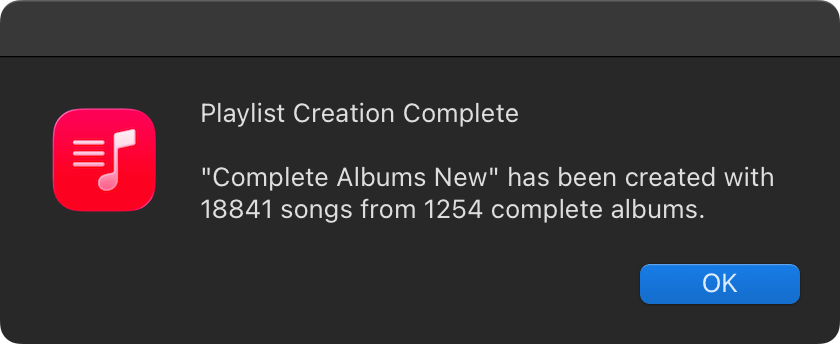 Playlist Creation Complete
"Complete Albums New" has been created with
18841 songs from 1254 complete albums.
OK